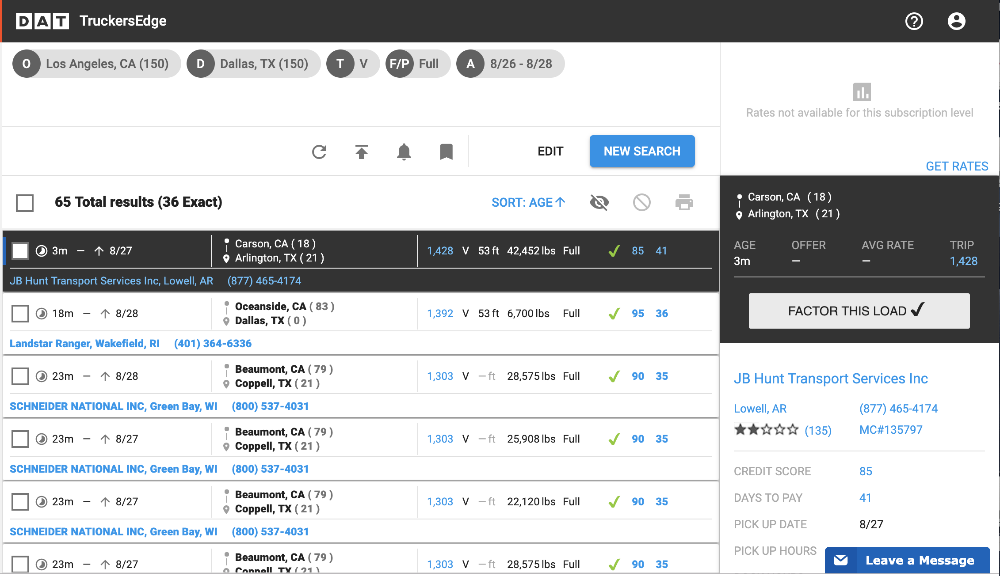 DAT TruckersEdge
O Los Angeles, CA (150) D Dallas, TX (150) T V F/P Full A 8/26 - 8/28
Rates not available for this subscription level
EDIT NEW SEARCH
GET RATES
65 Total results (36 Exact) SORT: AGE
3m – 8/27 Carson, CA ( 18 ) 1,428 V 53 ft 42,452 lbs Full 85 41
Arlington, TX ( 21 )
JB Hunt Transport Services Inc, Lowell, AR (877) 465-4174
18m – 8/28 Oceanside, CA ( 83 ) 1,392 V 53 ft 6,700 lbs Full 95 36
Dallas, TX ( 0 )
Landstar Ranger, Wakefield, RI (401) 364-6336
23m – 8/28 Beaumont, CA ( 79 ) 1,303 V – ft 28,575 lbs Full 90 35
Coppell, TX ( 21 )
SCHNEIDER NATIONAL INC, Green Bay, WI (800) 537-4031
23m – 8/27 Beaumont, CA ( 79 ) 1,303 V – ft 25,908 lbs Full 90 35
Coppell, TX ( 21 )
SCHNEIDER NATIONAL INC, Green Bay, WI (800) 537-4031
23m – 8/27 Beaumont, CA ( 79 ) 1,303 V – ft 22,120 lbs Full 90 35
Coppell, TX ( 21 )
SCHNEIDER NATIONAL INC, Green Bay, WI (800) 537-4031
23m – 8/27 Beaumont, CA ( 79 ) 1,303 V – ft 28,575 lbs Full 90 35
Coppell, TX ( 21 )
Carson, CA ( 18 )
Arlington, TX ( 21 )
AGE OFFER AVG RATE TRIP
3m – – 1,428
FACTOR THIS LOAD
JB Hunt Transport Services Inc
Lowell, AR (877) 465-4174
(135) MC#135797
CREDIT SCORE 85
DAYS TO PAY 41
PICK UP DATE 8/27
PICK UP HOURS
Leave a Message